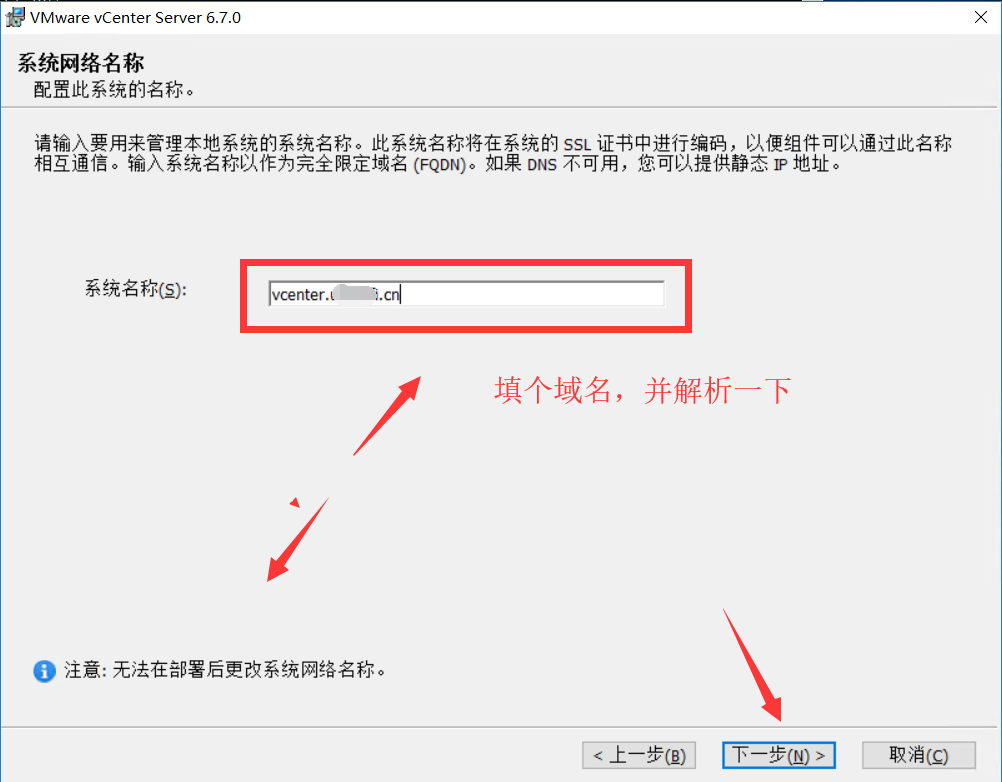 VMware vCenter Server 6.7.0
系统网络名称
配置此系统的名称。
请输入要用来管理本地系统的系统名称。此系统名称将在系统的 SSL 证书中进行编码，以便组件可以通过此名称
相互通信。输入系统名称以作为完全限定域名 (FQDN)。如果 DNS 不可用，您可以提供静态 IP 地址。
系统名称(S):
vcenter. .cn
填个域名，并解析一下
注意: 无法在部署后更改系统网络名称。
< 上一步(B)
下一步(N) >
取消(C)